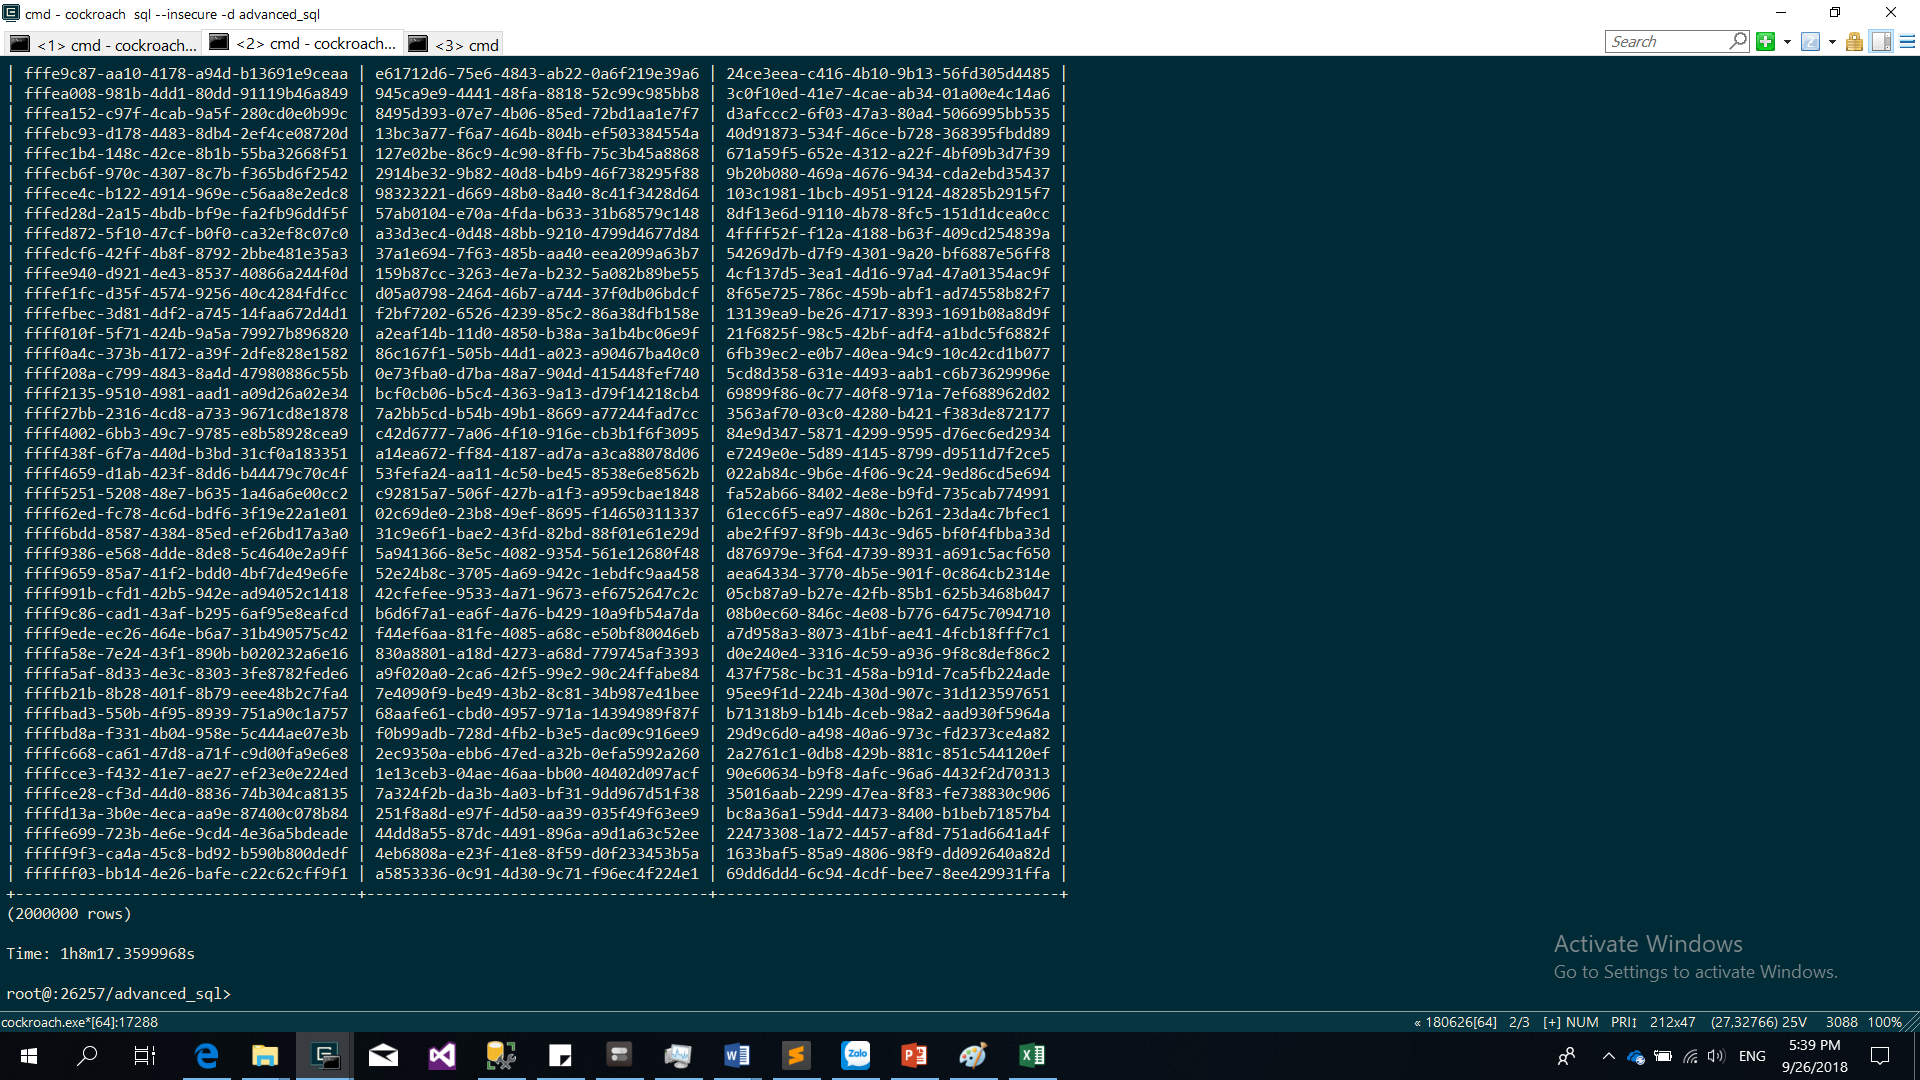 cmd - cockroach  sql --insecure -d advanced_sql
<1> cmd - cockroach... <2> cmd - cockroach... <3> cmd
Search
| fffe9c87-aa10-4178-a94d-b13691e9ceaa | e61712d6-75e6-4843-ab22-0a6f219e39a6 | 24ce3eea-c416-4b10-9b13-56fd305d4485 |
| fffea008-981b-4dd1-80dd-91119b46a849 | 945ca9e9-4441-48fa-8818-52c99c985bb8 | 3c0f10ed-41e7-4cae-ab34-01a00e4c14a6 |
| fffea152-c97f-4cab-9a5f-280cd0e0b99c | 8495d393-07e7-4b06-85ed-72bd1aa1e7f7 | d3afccc2-6f03-47a3-80a4-5066995bb535 |
| fffebc93-d178-4483-8db4-2ef4ce08720d | 13bc3a77-f6a7-464b-804b-ef503384554a | 40d91873-534f-46ce-b728-368395fbdd89 |
| fffec1b4-148c-42ce-8b1b-55ba32668f51 | 127e02be-86c9-4c90-8ffb-75c3b45a8868 | 671a59f5-652e-4312-a22f-4bf09b3d7f39 |
| fffecb6f-970c-4307-8c7b-f365bd6f2542 | 2914be32-9b82-40d8-b4b9-46f738295f88 | 9b20b080-469a-4676-9434-cda2ebd35437 |
| fffece4c-b122-4914-969e-c56aa8e2edc8 | 98323221-d669-48b0-8a40-8c41f3428d64 | 103c1981-1bcb-4951-9124-48285b2915f7 |
| fffed28d-2a15-4bdb-bf9e-fa2fb96ddf5f | 57ab0104-e70a-4fda-b633-31b68579c148 | 8df13e6d-9110-4b78-8fc5-151d1dcea0cc |
| fffed872-5f10-47cf-b0f0-ca32ef8c07c0 | a33d3ec4-0d48-48bb-9210-4799d4677d84 | 4ffff52f-f12a-4188-b63f-409cd254839a |
| fffedcf6-42ff-4b8f-8792-2bbe481e35a3 | 37a1e694-7f63-485b-aa40-eea2099a63b7 | 54269d7b-d7f9-4301-9a20-bf6887e56ff8 |
| fffee940-d921-4e43-8537-40866a244f0d | 159b87cc-3263-4e7a-b232-5a082b89be55 | 4cf137d5-3ea1-4d16-97a4-47a01354ac9f |
| fffef1fc-d35f-4574-9256-40c4284fdfcc | d05a0798-2464-46b7-a744-37f0db06bdcf | 8f65e725-786c-459b-abf1-ad74558b82f7 |
| fffefbec-3d81-4df2-a745-14faa672d4d1 | f2bf7202-6526-4239-85c2-86a38dfb158e | 13139ea9-be26-4717-8393-1691b08a8d9f |
| ffff010f-5f71-424b-9a5a-79927b896820 | a2eaf14b-11d0-4850-b38a-3a1b4bc06e9f | 21f6825f-98c5-42bf-adf4-a1bdc5f6882f |
| ffff0a4c-373b-4172-a39f-2dfe828e1582 | 86c167f1-505b-44d1-a023-a90467ba40c0 | 6fb39ec2-e0b7-40ea-94c9-10c42cd1b077 |
| ffff208a-c799-4843-8a4d-47980886c55b | 0e73fba0-d7ba-48a7-904d-415448fef740 | 5cd8d358-631e-4493-aab1-c6b73629996e |
| ffff2135-9510-4981-aad1-a09d26a02e34 | bcf0cb06-b5c4-4363-9a13-d79f14218cb4 | 69899f86-0c77-40f8-971a-7ef688962d02 |
| ffff27bb-2316-4cd8-a733-9671cd8e1878 | 7a2bb5cd-b54b-49b1-8669-a77244fad7cc | 3563af70-03c0-4280-b421-f383de872177 |
| ffff4002-6bb3-49c7-9785-e8b58928cea9 | c42d6777-7a06-4f10-916e-cb3b1f6f3095 | 84e9d347-5871-4299-9595-d76ec6ed2934 |
| ffff438f-6f7a-440d-b3bd-31cf0a183351 | a14ea672-ff84-4187-ad7a-a3ca88078d06 | e7249e0e-5d89-4145-8799-d9511d7f2ce5 |
| ffff4659-d1ab-423f-8dd6-b44479c70c4f | 53fefa24-aa11-4c50-be45-8538e6e8562b | 022ab84c-9b6e-4f06-9c24-9ed86cd5e694 |
| ffff5251-5208-48e7-b635-1a46a6e00cc2 | c92815a7-506f-427b-a1f3-a959cbae1848 | fa52ab66-8402-4e8e-b9fd-735cab774991 |
| ffff62ed-fc78-4c6d-bdf6-3f19e22a1e01 | 02c69de0-23b8-49ef-8695-f14650311337 | 61ecc6f5-ea97-480c-b261-23da4c7bfec1 |
| ffff6bdd-8587-4384-85ed-ef26bd17a3a0 | 31c9e6f1-bae2-43fd-82bd-88f01e61e29d | abe2ff97-8f9b-443c-9d65-bf0f4fbba33d |
| ffff9386-e568-4dde-8de8-5c4640e2a9ff | 5a941366-8e5c-4082-9354-561e12680f48 | d876979e-3f64-4739-8931-a691c5acf650 |
| ffff9659-85a7-41f2-bdd0-4bf7de49e6fe | 52e24b8c-3705-4a69-942c-1ebdfc9aa458 | aea64334-3770-4b5e-901f-0c864cb2314e |
| ffff991b-cfd1-42b5-942e-ad94052c1418 | 42cfefee-9533-4a71-9673-ef6752647c2c | 05cb87a9-b27e-42fb-85b1-625b3468b047 |
| ffff9c86-cad1-43af-b295-6af95e8eafcd | b6d6f7a1-ea6f-4a76-b429-10a9fb54a7da | 08b0ec60-846c-4e08-b776-6475c7094710 |
| ffff9ede-ec26-464e-b6a7-31b490575c42 | f44ef6aa-81fe-4085-a68c-e50bf80046eb | a7d958a3-8073-41bf-ae41-4fcb18fff7c1 |
| ffffa58e-7e24-43f1-890b-b020232a6e16 | 830a8801-a18d-4273-a68d-779745af3393 | d0e240e4-3316-4c59-a936-9f8c8def86c2 |
| ffffa5af-8d33-4e3c-8303-3fe8782fede6 | a9f020a0-2ca6-42f5-99e2-90c24ffabe84 | 437f758c-bc31-458a-b91d-7ca5fb224ade |
| ffffb21b-8b28-401f-8b79-eee48b2c7fa4 | 7e4090f9-be49-43b2-8c81-34b987e41bee | 95ee9f1d-224b-430d-907c-31d123597651 |
| ffffbad3-550b-4f95-8939-751a90c1a757 | 68aafe61-cbd0-4957-971a-14394989f87f | b71318b9-b14b-4ceb-98a2-aad930f5964a |
| ffffbd8a-f331-4b04-958e-5c444ae07e3b | f0b99adb-728d-4fb2-b3e5-dac09c916ee9 | 29d9c6d0-a498-40a6-973c-fd2373ce4a82 |
| ffffc668-ca61-47d8-a71f-c9d00fa9e6e8 | 2ec9350a-ebb6-47ed-a32b-0efa5992a260 | 2a2761c1-0db8-429b-881c-851c544120ef |
| ffffcce3-f432-41e7-ae27-ef23e0e224ed | 1e13ceb3-04ae-46aa-bb00-40402d097acf | 90e60634-b9f8-4afc-96a6-4432f2d70313 |
| ffffce28-cf3d-44d0-8836-74b304ca8135 | 7a324f2b-da3b-4a03-bf31-9dd967d51f38 | 35016aab-2299-47ea-8f83-fe738830c906 |
| ffffd13a-3b0e-4eca-aa9e-87400c078b84 | 251f8a8d-e97f-4d50-aa39-035f49f63ee9 | bc8a36a1-59d4-4473-8400-b1beb71857b4 |
| ffffe699-723b-4e6e-9cd4-4e36a5bdeade | 44dd8a55-87dc-4491-896a-a9d1a63c52ee | 22473308-1a72-4457-af8d-751ad6641a4f |
| fffff9f3-ca4a-45c8-bd92-b590b800dedf | 4eb6808a-e23f-41e8-8f59-d0f233453b5a | 1633baf5-85a9-4806-98f9-dd092640a82d |
| ffffff03-bb14-4e26-bafe-c22c62cff9f1 | a5853336-0c91-4d30-9c71-f96ec4f224e1 | 69dd6dd4-6c94-4cdf-bee7-8ee429931ffa |
+--------------------------------------+--------------------------------------+--------------------------------------+
(2000000 rows)
Time: 1h8m17.3599968s
root@:26257/advanced_sql>
Activate Windows
Go to Settings to activate Windows.
cockroach.exe*[64]:17288 « 180626[64] 2/3 [+] NUM PRI↕ 212x47 (27,32766) 25V 3088 100%
Zalo
ENG
5:39 PM
9/26/2018